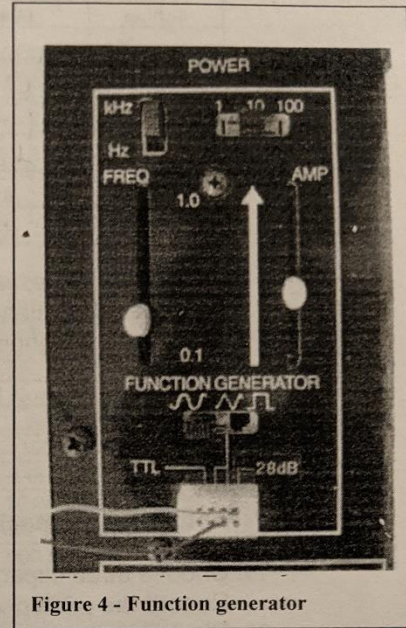 POWER
kHz 1 10 100
Hz
FREQ AMP
1.0
0.1
FUNCTION GENERATOR
TTL 28dB
Figure 4 - Function generator